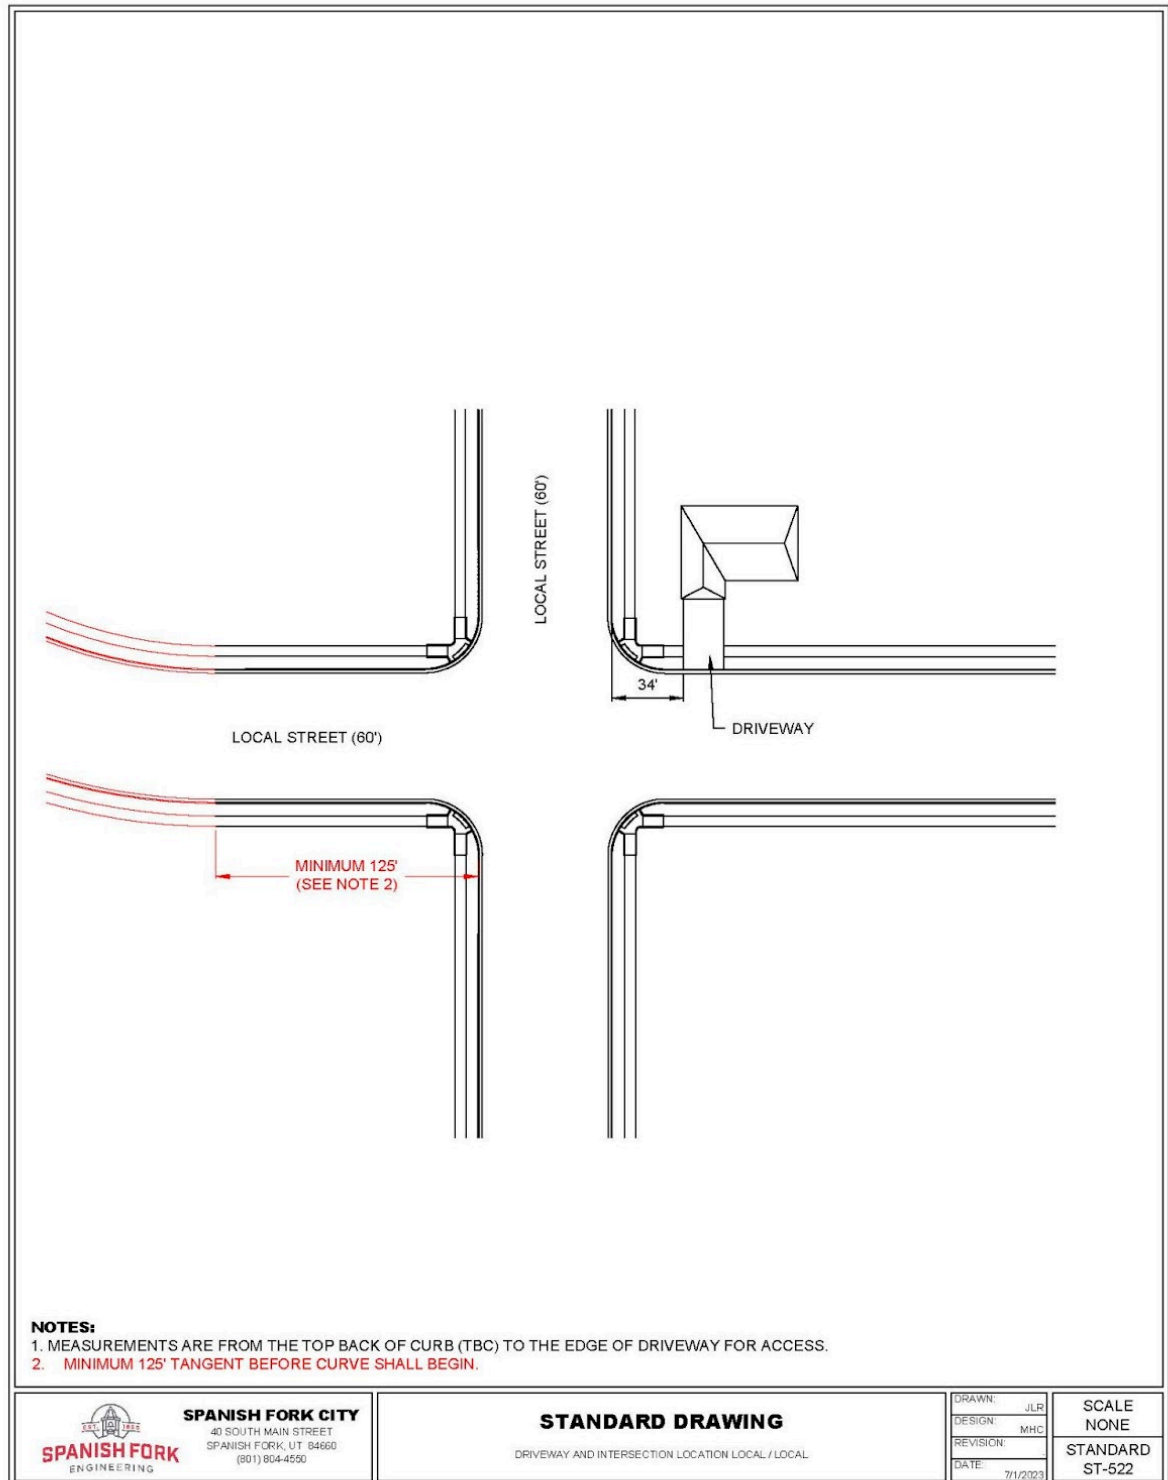 LOCAL STREET (60')
34'
DRIVEWAY
LOCAL STREET (60')
MINIMUM 125'
(SEE NOTE 2)
NOTES:
1. MEASUREMENTS ARE FROM THE TOP BACK OF CURB (TBC) TO THE EDGE OF DRIVEWAY FOR ACCESS.
2. MINIMUM 125' TANGENT BEFORE CURVE SHALL BEGIN.
EST. 1850
SPANISH FORK
ENGINEERING
SPANISH FORK CITY
40 SOUTH MAIN STREET
SPANISH FORK, UT 84660
(801) 804-4550
STANDARD DRAWING
DRIVEWAY AND INTERSECTION LOCATION LOCAL / LOCAL
DRAWN: JLR
DESIGN: MHC
REVISION:
DATE: 7/1/2023
SCALE
NONE
STANDARD
ST-522